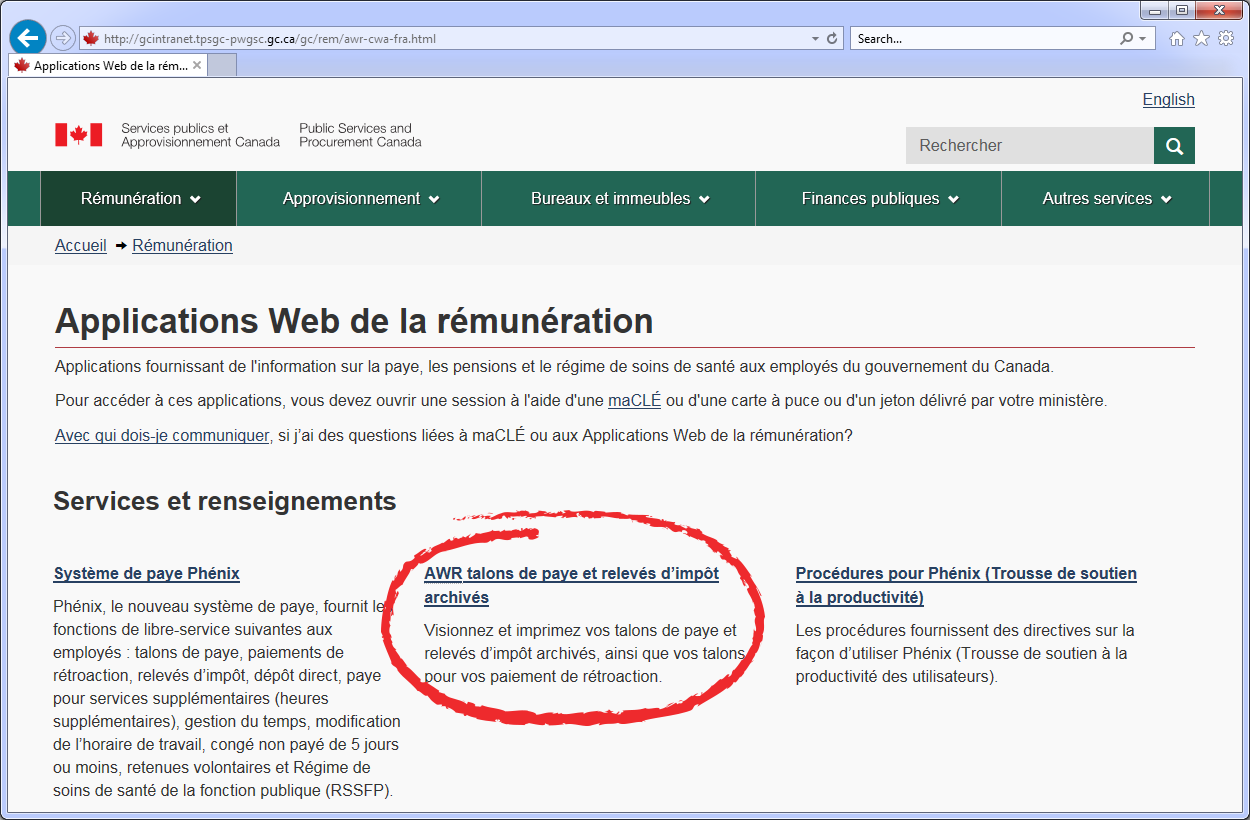 http://gcintranet.tpsgc-pwgsc.gc.ca/gc/rem/awr-cwa-fra.html
Search...
Applications Web de la rém...
English
Services publics et
Approvisionnement Canada
Public Services and
Procurement Canada
Rechercher
Rémunération
Approvisionnement
Bureaux et immeubles
Finances publiques
Autres services
Accueil
Rémunération
Applications Web de la rémunération
Applications fournissant de l'information sur la paye, les pensions et le régime de soins de santé aux employés du gouvernement du Canada.
Pour accéder à ces applications, vous devez ouvrir une session à l'aide d'une maCLÉ ou d'une carte à puce ou d'un jeton délivré par votre ministère.
Avec qui dois-je communiquer, si j’ai des questions liées à maCLÉ ou aux Applications Web de la rémunération?
Services et renseignements
Système de paye Phénix
Phénix, le nouveau système de paye, fournit le
fonctions de libre-service suivantes aux
employés : talons de paye, paiements de
rétroaction, relevés d’impôt, dépôt direct, paye
pour services supplémentaires (heures
supplémentaires), gestion du temps, modification
de l’horaire de travail, congé non payé de 5 jours
ou moins, retenues volontaires et Régime de
soins de santé de la fonction publique (RSSFP).
AWR talons de paye et relevés d’impôt
archivés
Visionnez et imprimez vos talons de paye et
relevés d’impôt archivés, ainsi que vos talons
pour vos paiement de rétroaction.
Procédures pour Phénix (Trousse de soutien
à la productivité)
Les procédures fournissent des directives sur la
façon d’utiliser Phénix (Trousse de soutien à la
productivité des utilisateurs).